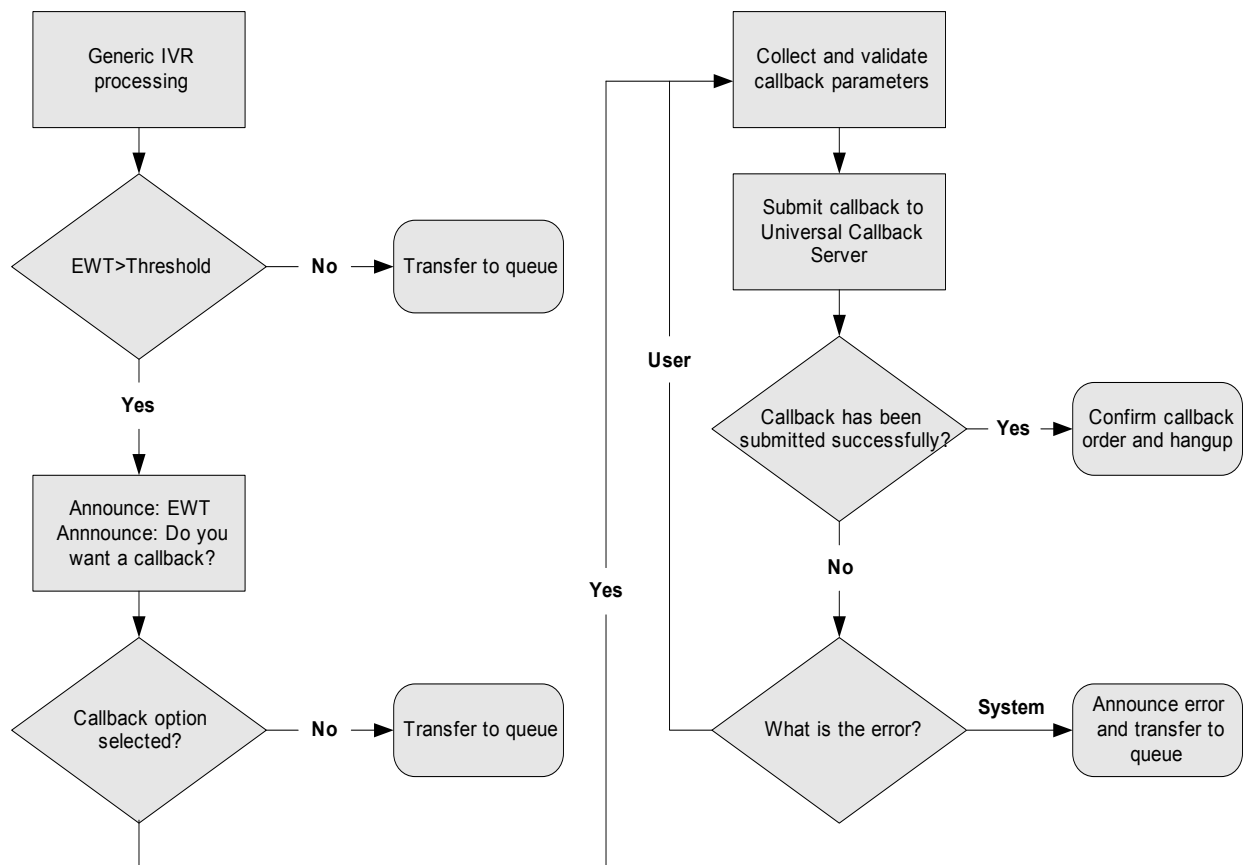 Generic IVR
processing
EWT>Threshold
No
Transfer to queue
Yes
Announce: EWT
Annnounce: Do you
want a callback?
Callback option
selected?
No
Transfer to queue
Yes
Collect and validate
callback parameters
Submit callback to
Universal Callback
Server
User
Callback has been
submitted successfully?
Yes
Confirm callback
order and hangup
No
What is the error?
System
Announce error
and transfer to
queue